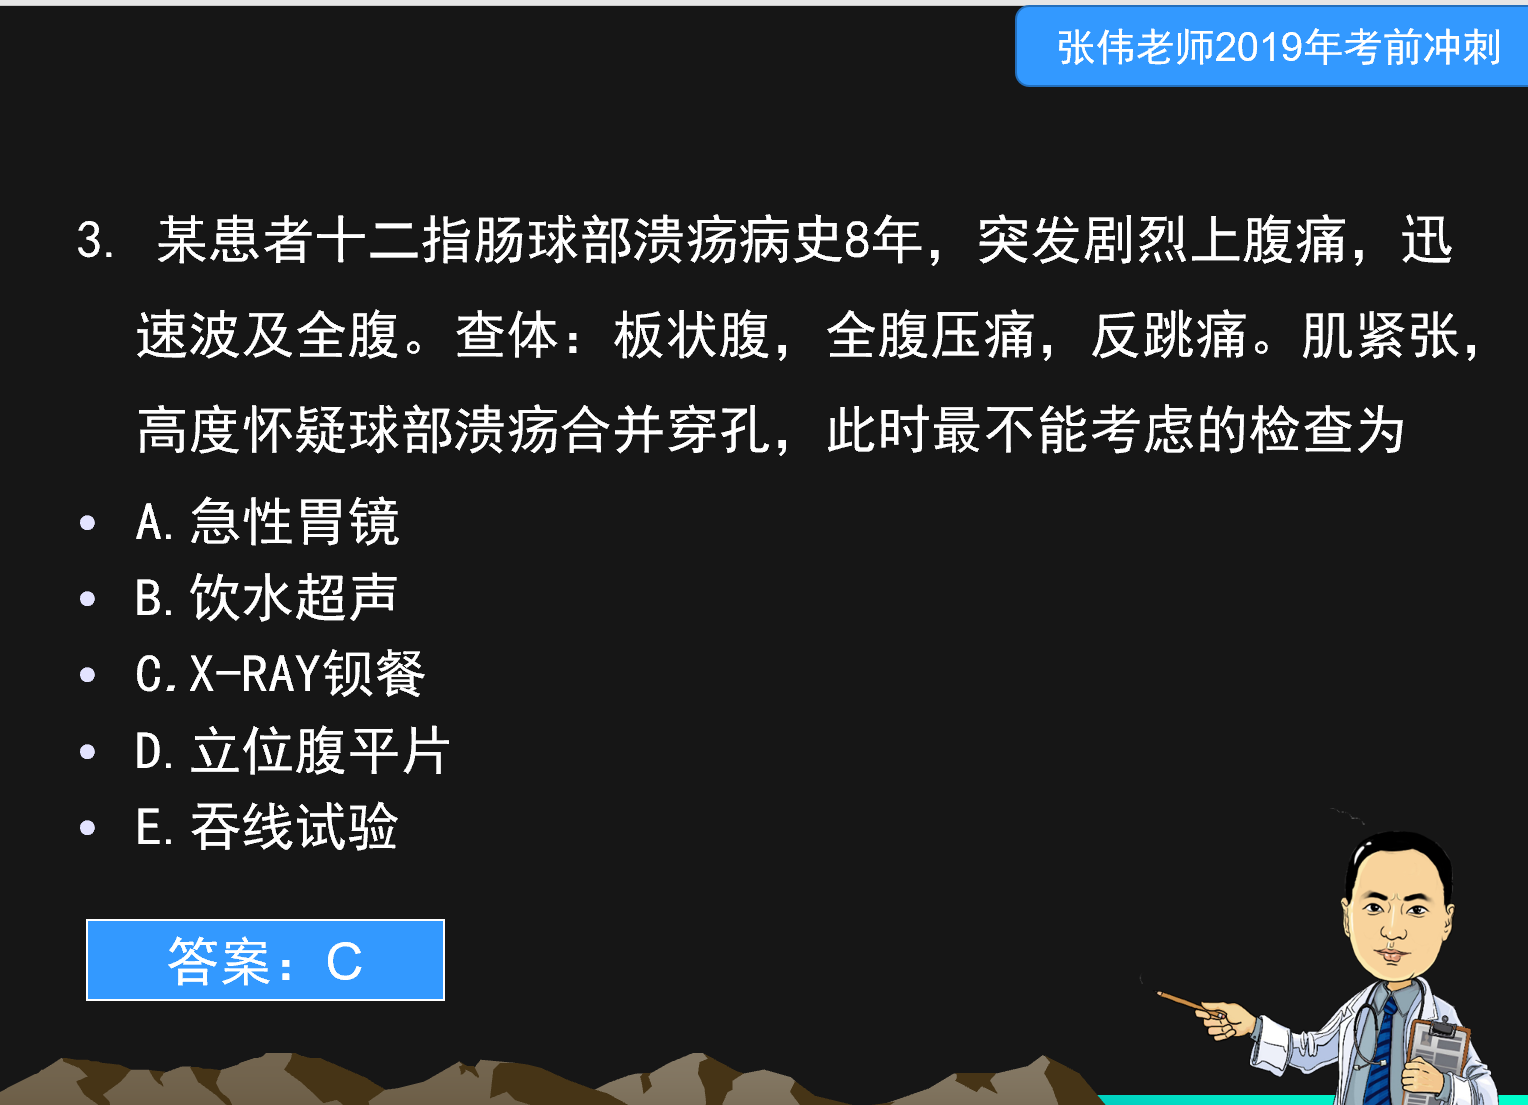 张伟老师2019年考前冲刺
3. 某患者十二指肠球部溃疡病史8年，突发剧烈上腹痛，迅
速波及全腹。查体：板状腹，全腹压痛，反跳痛。肌紧张，
高度怀疑球部溃疡合并穿孔，此时最不能考虑的检查为
• A.急性胃镜
• B.饮水超声
• C.X-RAY钡餐
• D.立位腹平片
• E.吞线试验
答案：C